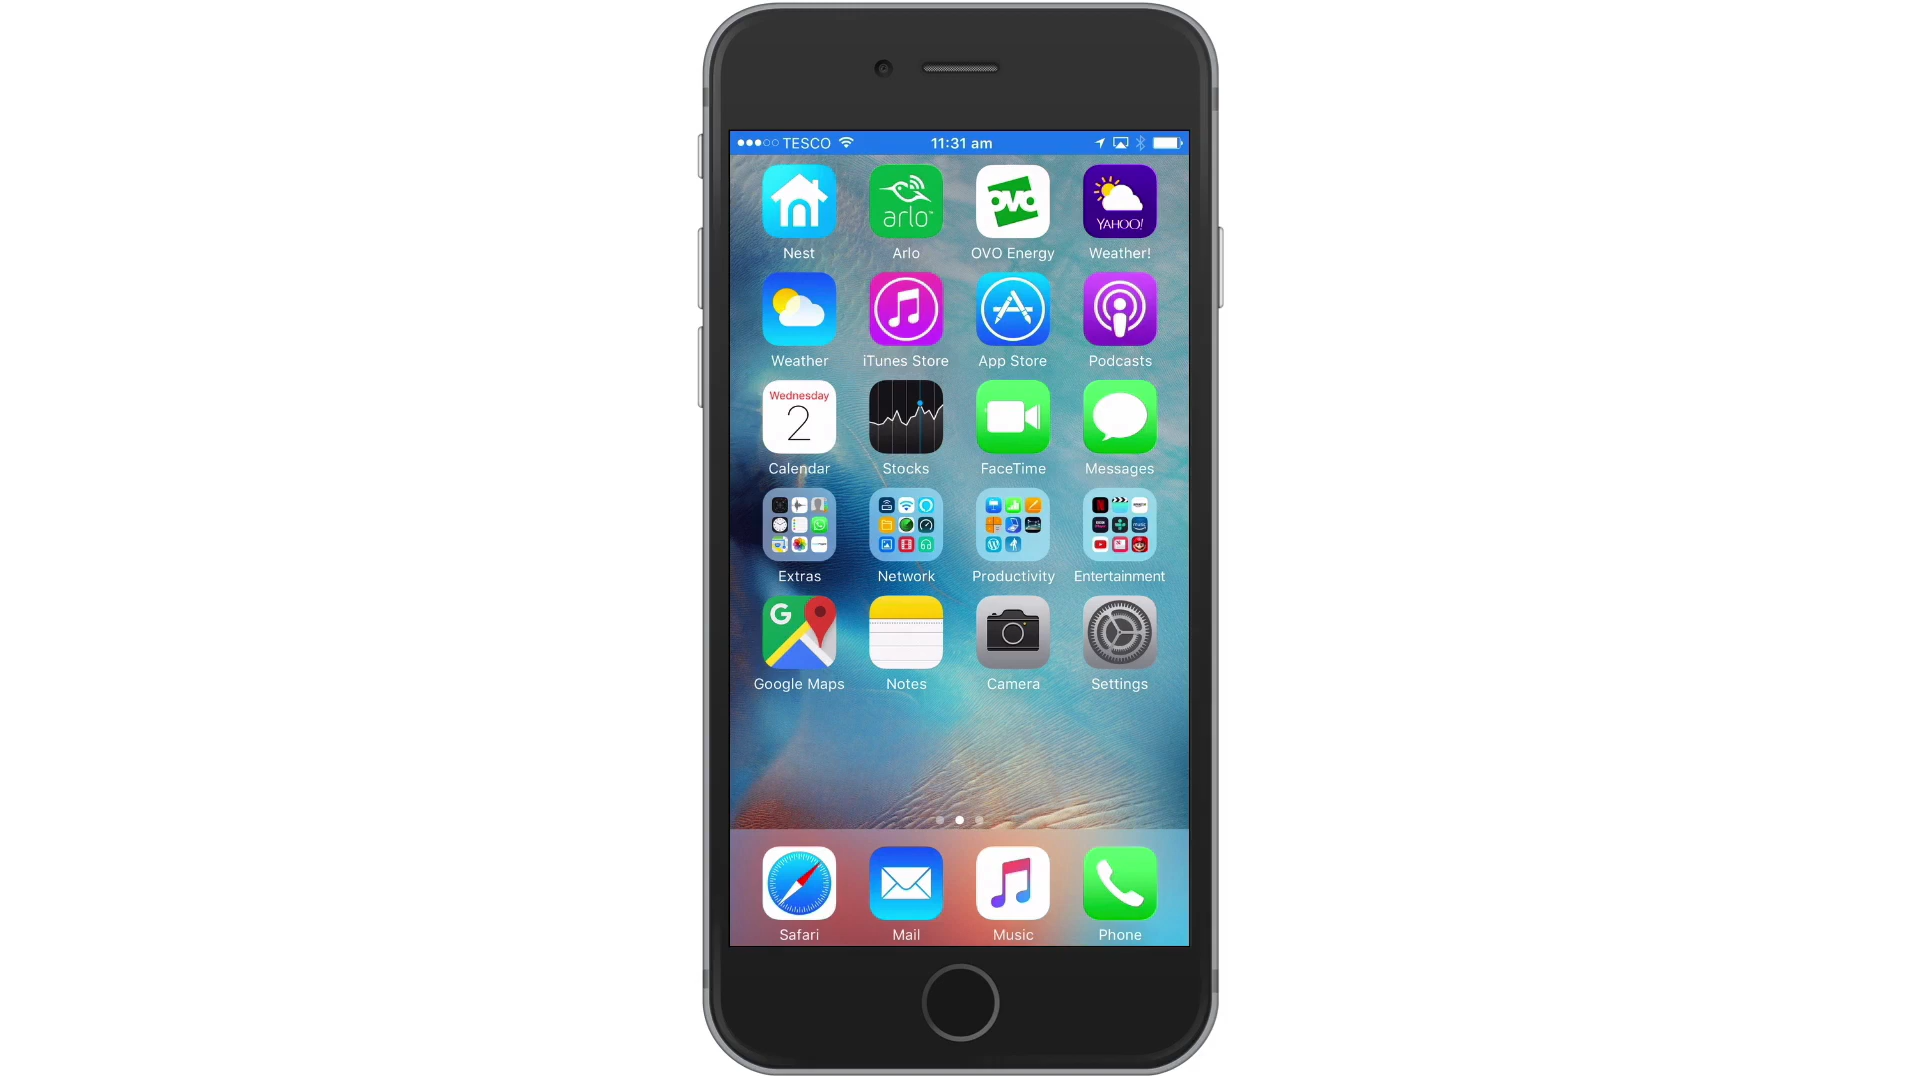 TESCO 11:31 am
arlo OVO YAHOO!
Nest Arlo OVO Energy Weather!
Weather iTunes Store App Store Podcasts
Wednesday
2
Calendar Stocks FaceTime Messages
Extras Network Productivity Entertainment
G
Google Maps Notes Camera Settings
Safari Mail Music Phone